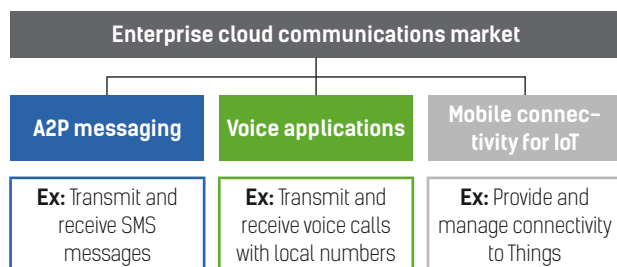 Enterprise cloud communications market
A2P messaging
Voice applications
Mobile connec-
tivity for IoT
Ex: Transmit and
receive SMS
messages
Ex: Transmit and
receive voice calls
with local numbers
Ex: Provide and
manage connectivity
to Things